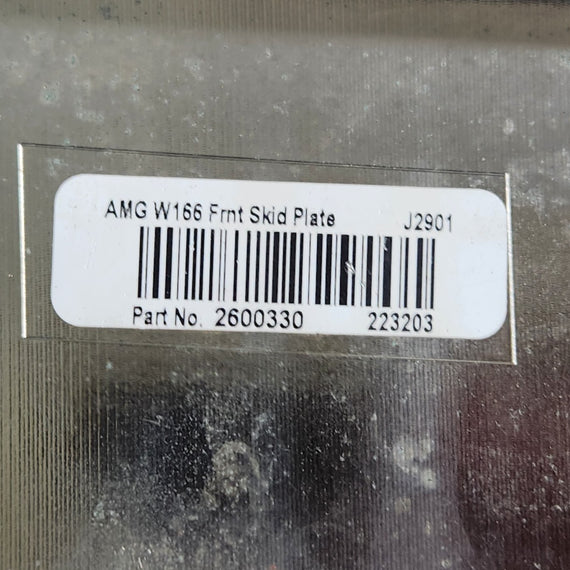 AMG W166 Frnt Skid Plate J2901
Part No. 2600330 223203